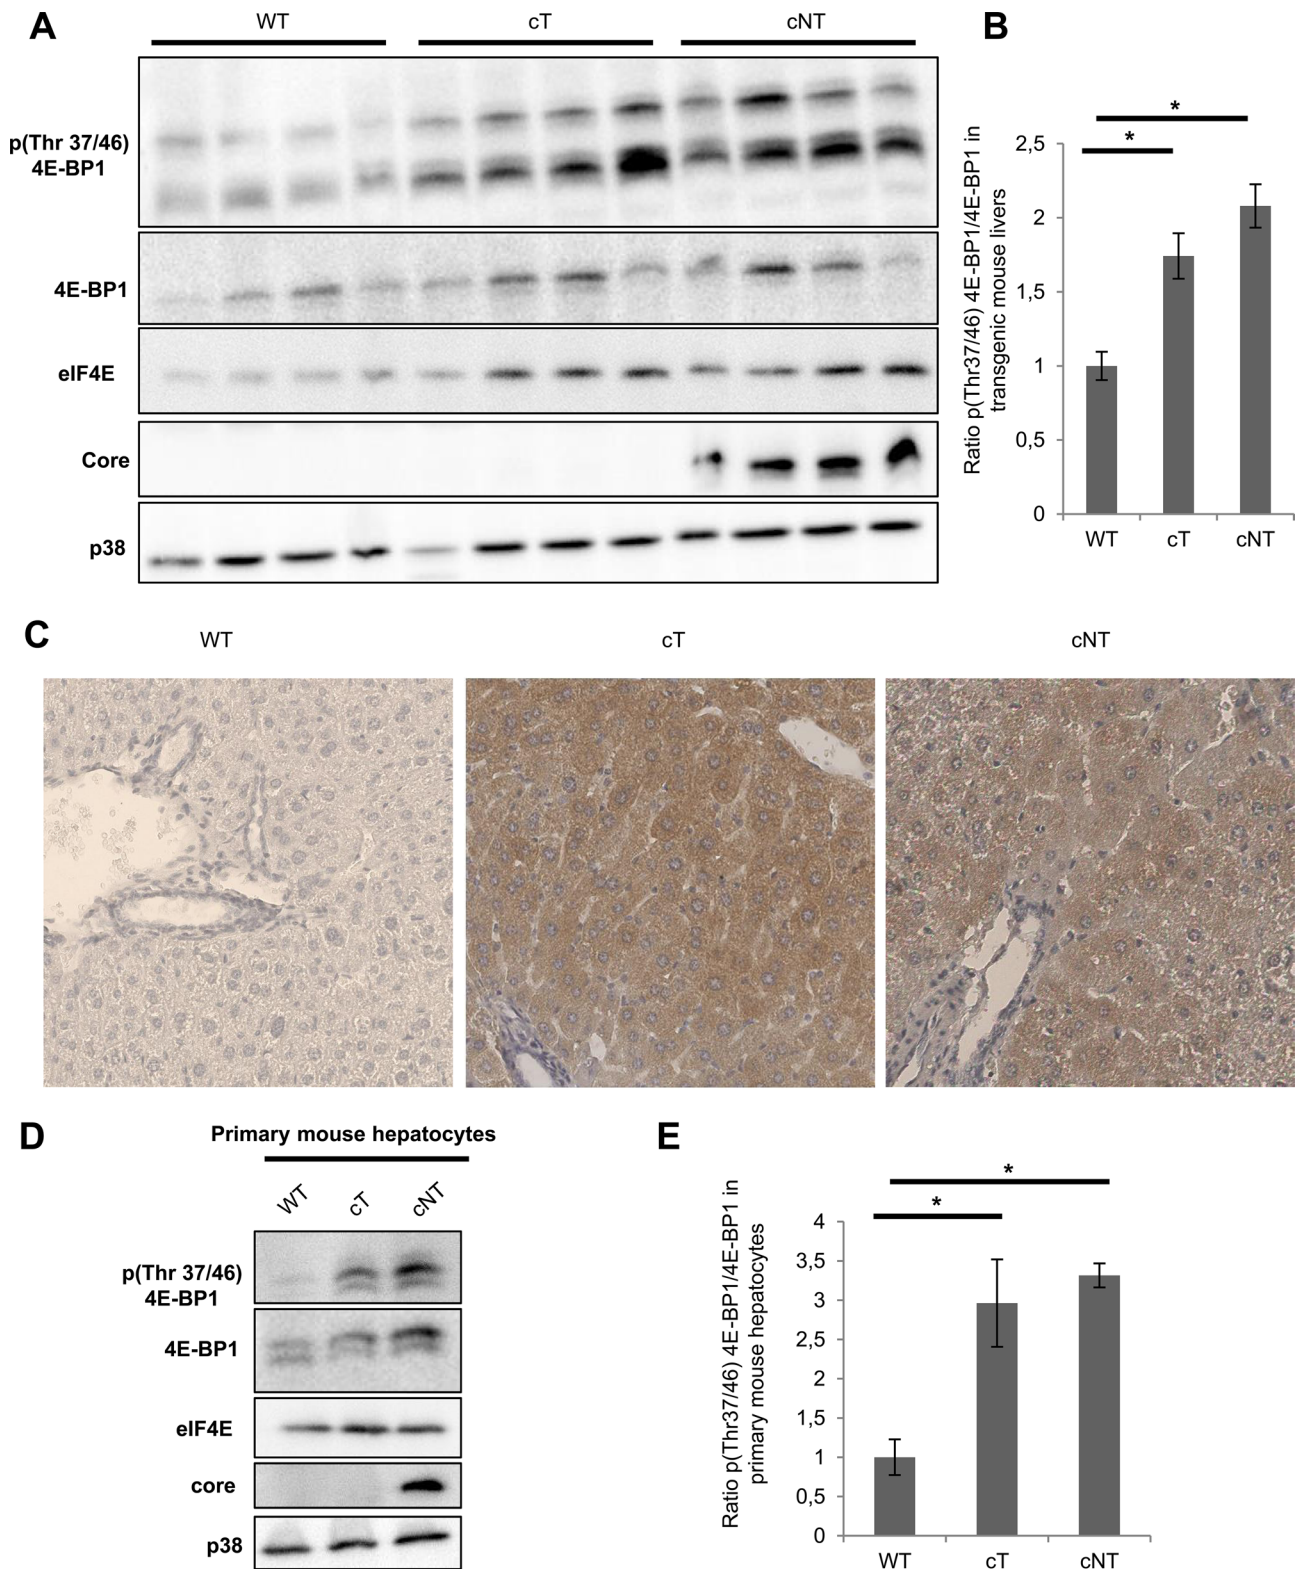 A
WT
cT
cNT
p(Thr 37/46)
4E-BP1
4E-BP1
eIF4E
Core
p38
B
*
*
Ratio p(Thr37/46) 4E-BP1/4E-BP1 in
transgenic mouse livers
2,5
2
1,5
1
0,5
0
WT
cT
cNT
C
WT
cT
cNT
D
Primary mouse hepatocytes
WT
cT
cNT
p(Thr 37/46)
4E-BP1
4E-BP1
eIF4E
core
p38
E
*
*
Ratio p(Thr37/46) 4E-BP1/4E-BP1 in
primary mouse hepatocytes
4
3,5
3
2,5
2
1,5
1
0,5
0
WT
cT
cNT